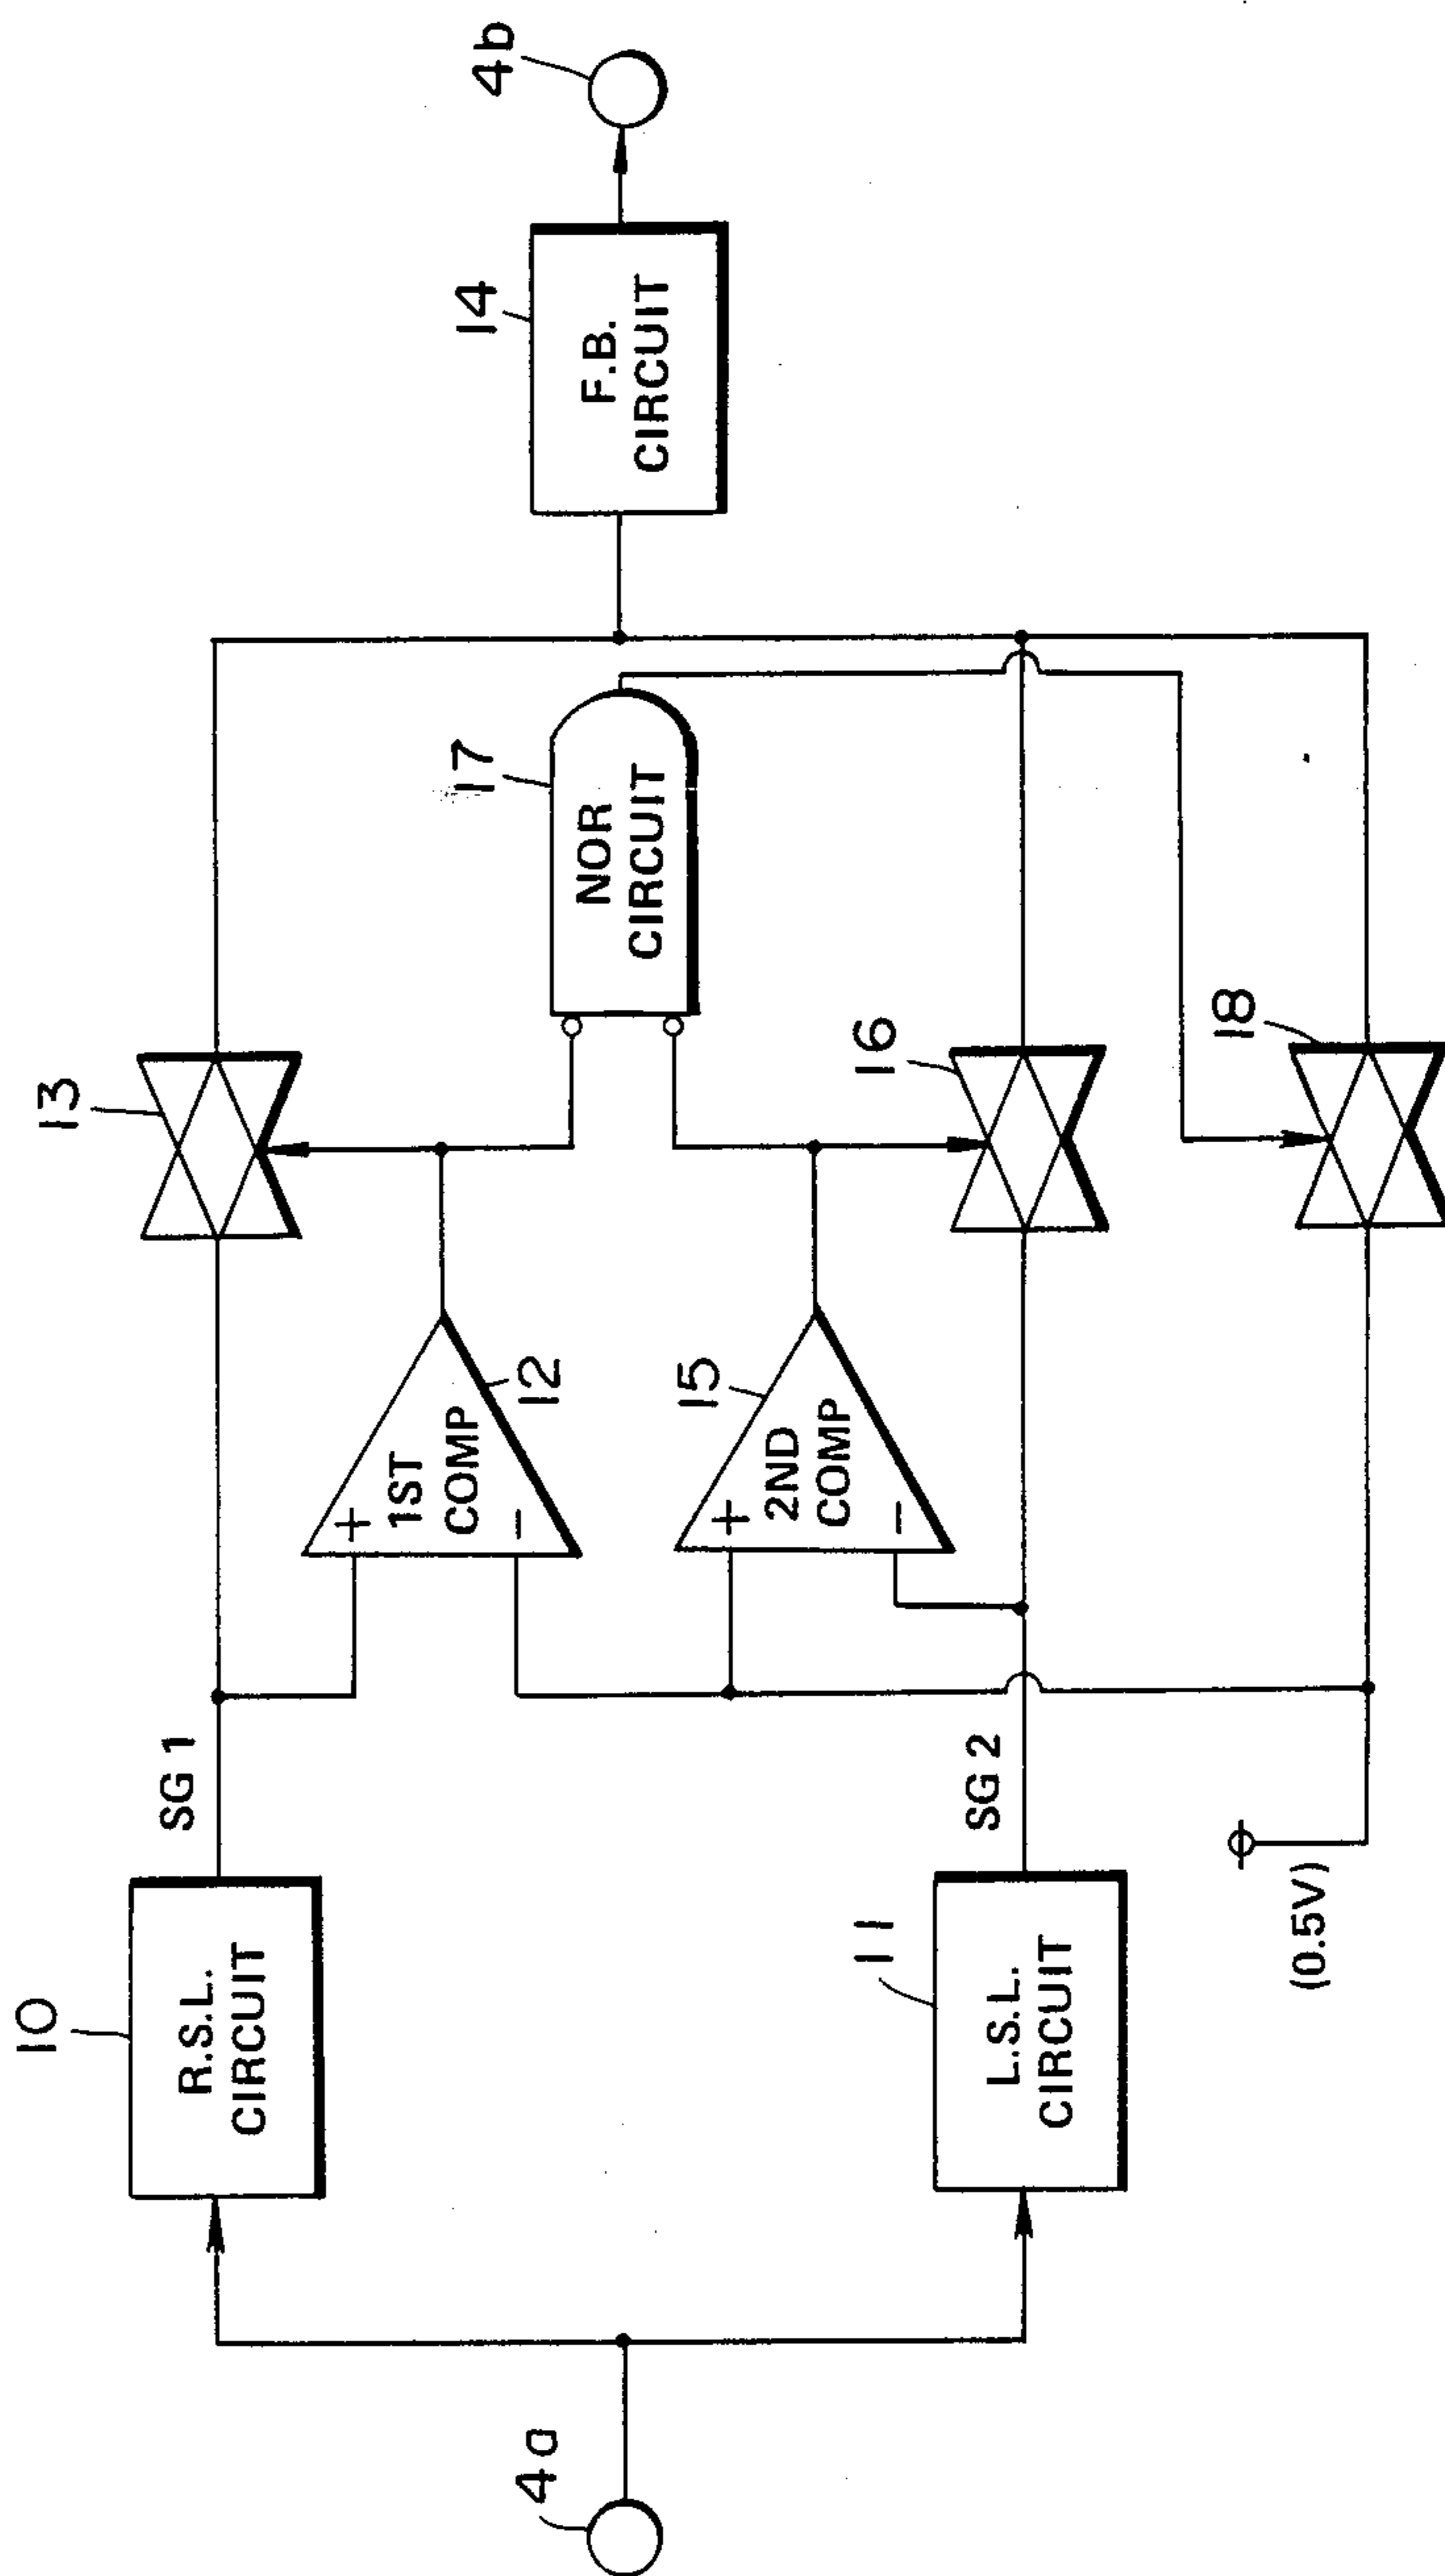 4a
10
R.S.L.
CIRCUIT
SG 1
11
L.S.L.
CIRCUIT
SG 2
(0.5V)
+
1ST
COMP
−
12
+
2ND
COMP
−
15
13
16
18
17
NOR
CIRCUIT
14
F.B.
CIRCUIT
4b